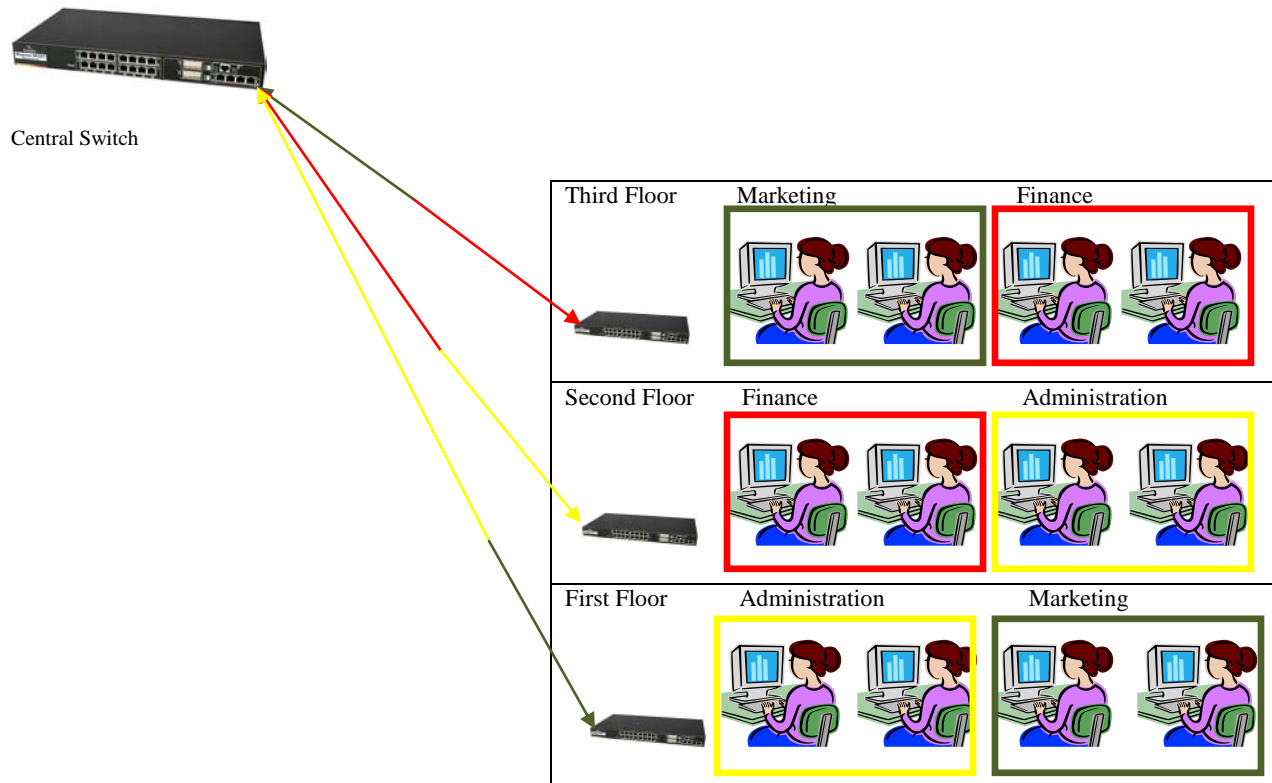 Central Switch
Third Floor Marketing Finance
Second Floor Finance Administration
First Floor Administration Marketing